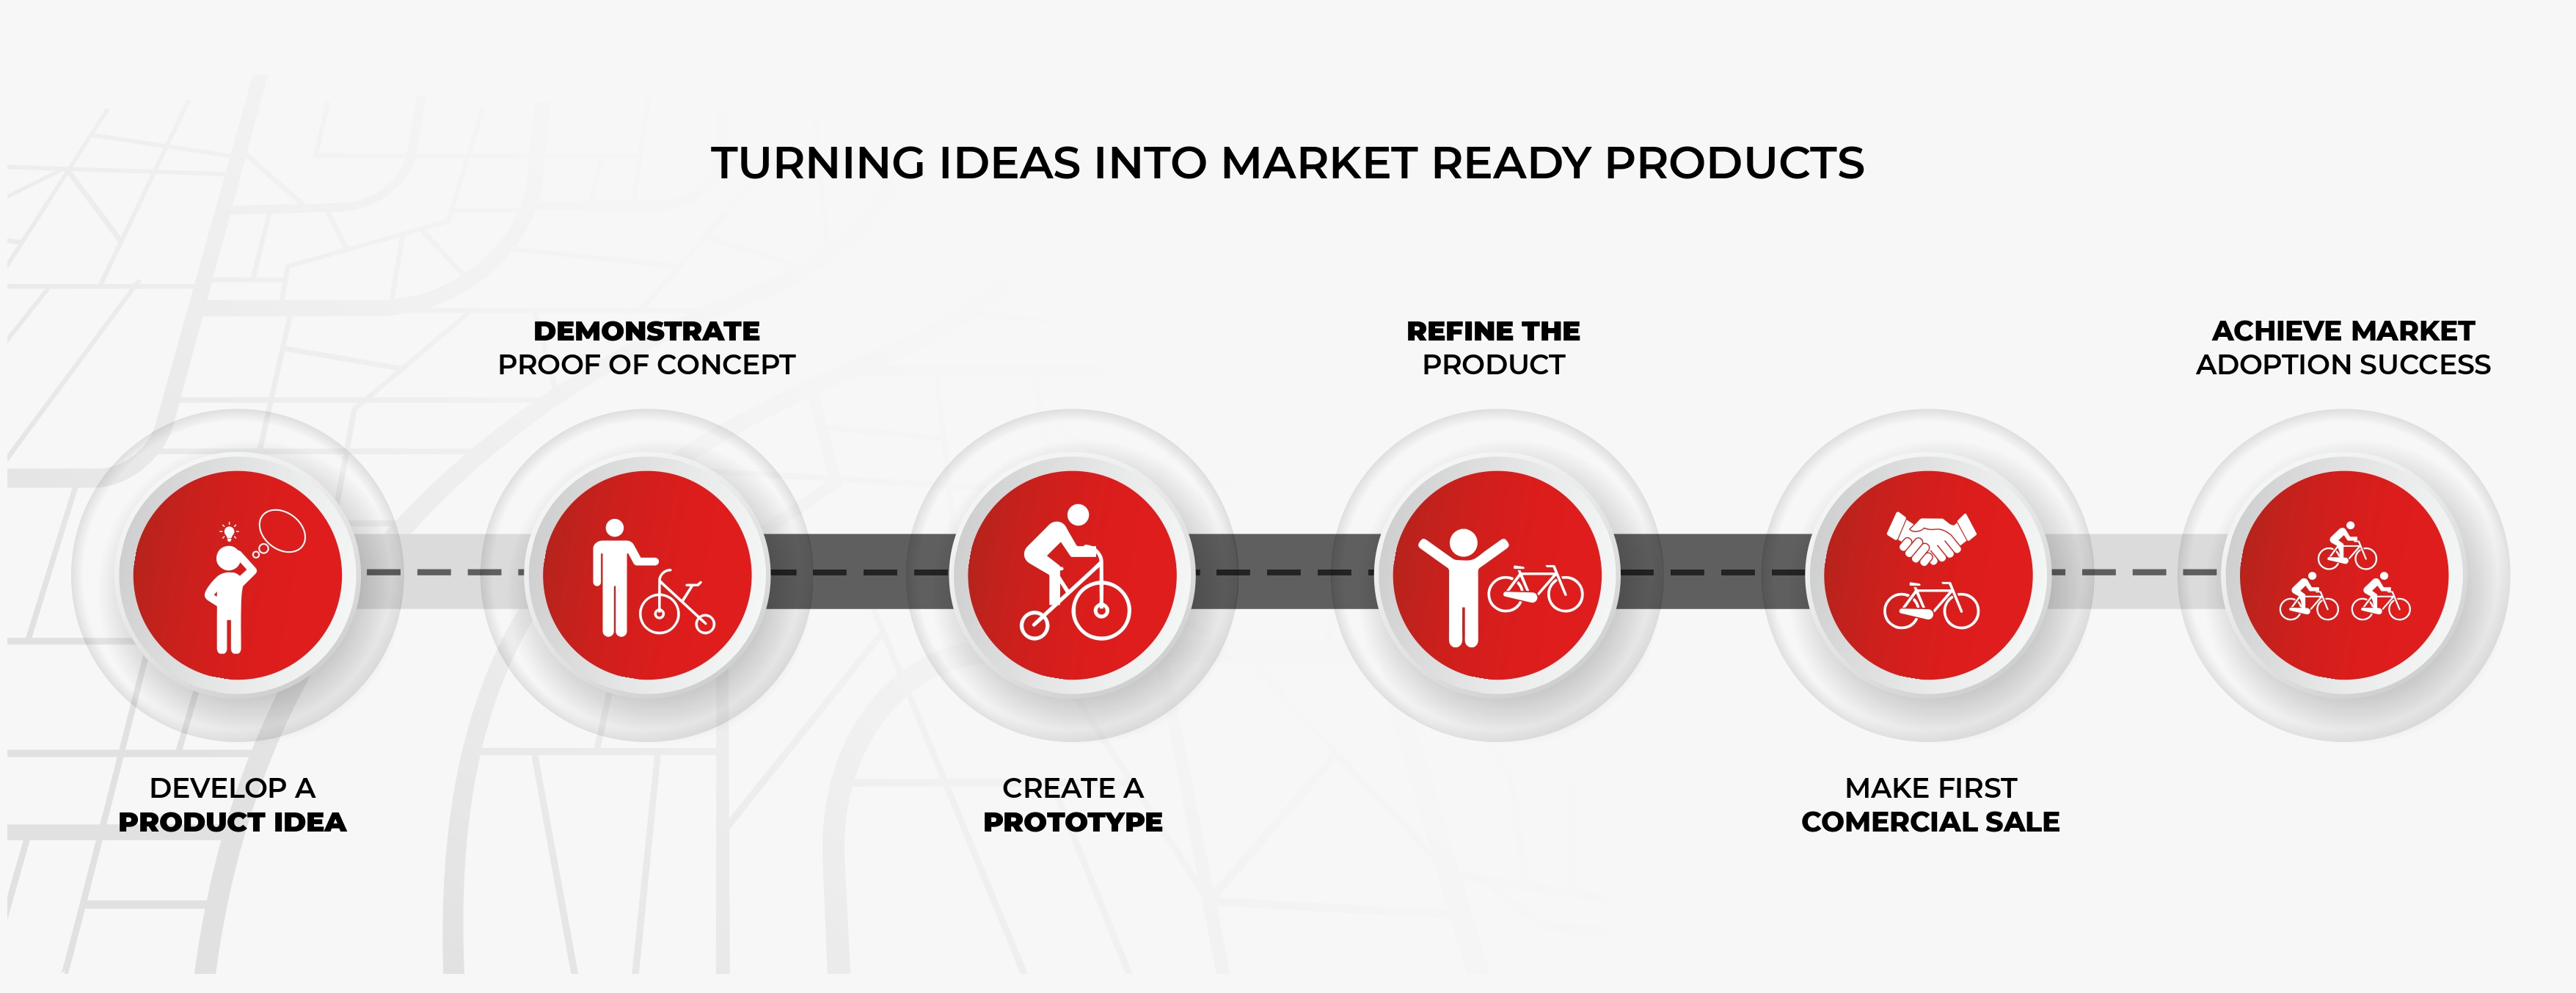 TURNING IDEAS INTO MARKET READY PRODUCTS
DEVELOP A
PRODUCT IDEA
DEMONSTRATE
PROOF OF CONCEPT
CREATE A
PROTOTYPE
REFINE THE
PRODUCT
MAKE FIRST
COMERCIAL SALE
ACHIEVE MARKET
ADOPTION SUCCESS